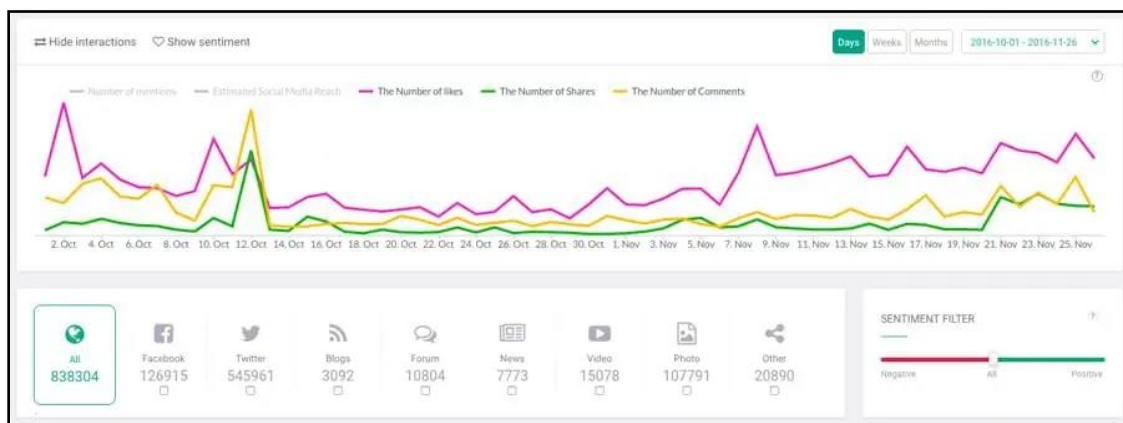 Hide interactions Show sentiment Days Weeks Months 2016-10-01 - 2016-11-26
?
Number of mentions Estimated Social Media Reach The Number of likes The Number of Shares The Number of Comments
2. Oct 4. Oct 6. Oct 8. Oct 10. Oct 12. Oct 14. Oct 16. Oct 18. Oct 20. Oct 22. Oct 24. Oct 26. Oct 28. Oct 30. Oct 1. Nov 3. Nov 5. Nov 7. Nov 9. Nov 11. Nov 13. Nov 15. Nov 17. Nov 19. Nov 21. Nov 23. Nov 25. Nov
All Facebook Twitter Blogs Forum News Video Photo Other
838304 126915 545961 3092 10804 7773 15078 107791 20890
SENTIMENT FILTER ?
Negative All Positive